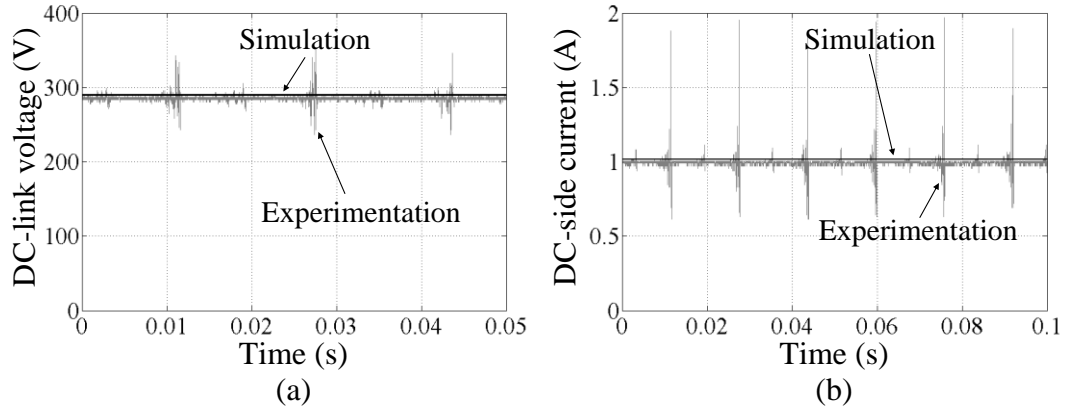 DC-link voltage (V)
400
300
200
100
0
Simulation
Experimentation
0
0.01
0.02
0.03
0.04
0.05
Time (s)
(a)
DC-side current (A)
2
1.5
1
0.5
0
Simulation
Experimentation
0
0.02
0.04
0.06
0.08
0.1
Time (s)
(b)